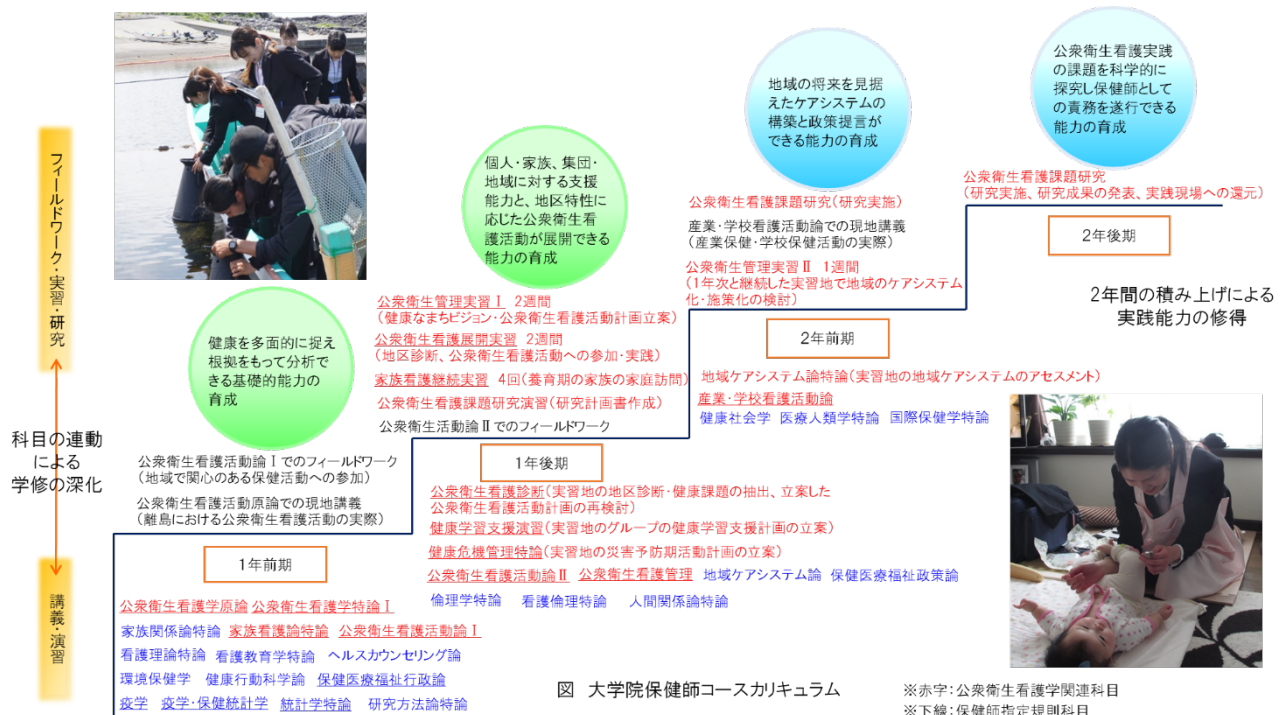 フィールドワーク・実習・研究
科目の連動
による
学修の深化
講義・演習
健康を多面的に捉え
根拠をもって分析で
きる基礎的能力の
育成
公衆衛生看護活動論Ⅰでのフィールドワーク
(地域で関心のある保健活動への参加)
公衆衛生看護活動原論での現地講義
(離島における公衆衛生看護活動の実際)
1年前期
公衆衛生看護学原論 公衆衛生看護学特論Ⅰ
家族関係論特論 家族看護論特論 公衆衛生看護活動論Ⅰ
看護理論特論 看護教育学特論 ヘルスカウンセリング論
環境保健学 健康行動科学論 保健医療福祉行政論
疫学 疫学・保健統計学 統計学特論 研究方法論特論
個人・家族、集団・
地域に対する支援
能力と、地区特性に
応じた公衆衛生看
護活動が展開できる
能力の育成
公衆衛生管理実習Ⅰ 2週間
(健康なまちビジョン・公衆衛生看護活動計画立案)
公衆衛生看護展開実習 2週間
(地区診断、公衆衛生看護活動への参加・実践)
家族看護継続実習 4回(養育期の家族の家庭訪問)
公衆衛生看護課題研究演習(研究計画書作成)
公衆衛生活動論Ⅱでのフィールドワーク
1年後期
公衆衛生看護診断(実習地の地区診断・健康課題の抽出、立案した
公衆衛生看護活動計画の再検討)
健康学習支援演習(実習地のグループの健康学習支援計画の立案)
健康危機管理特論(実習地の災害予防期活動計画の立案)
公衆衛生看護活動論Ⅱ 公衆衛生看護管理 地域ケアシステム論 保健医療福祉政策論
倫理学特論 看護倫理特論 人間関係論特論
地域の将来を見据
えたケアシステムの
構築と政策提言が
できる能力の育成
公衆衛生看護課題研究(研究実施)
産業・学校看護活動論での現地講義
(産業保健・学校保健活動の実際)
公衆衛生管理実習Ⅱ 1週間
(1年次と継続した実習地で地域のケアシステム
化・施策化の検討)
2年前期
地域ケアシステム論特論(実習地の地域ケアシステムのアセスメント)
産業・学校看護活動論
健康社会学 医療人類学特論 国際保健学特論
公衆衛生看護実践
の課題を科学的に
探究し保健師として
の責務を遂行できる
能力の育成
公衆衛生看護課題研究
(研究実施、研究成果の発表、実践現場への還元)
2年後期
2年間の積み上げによる
実践能力の修得
図 大学院保健師コースカリキュラム
※赤字:公衆衛生看護学関連科目
※下線:保健師指定規則科目